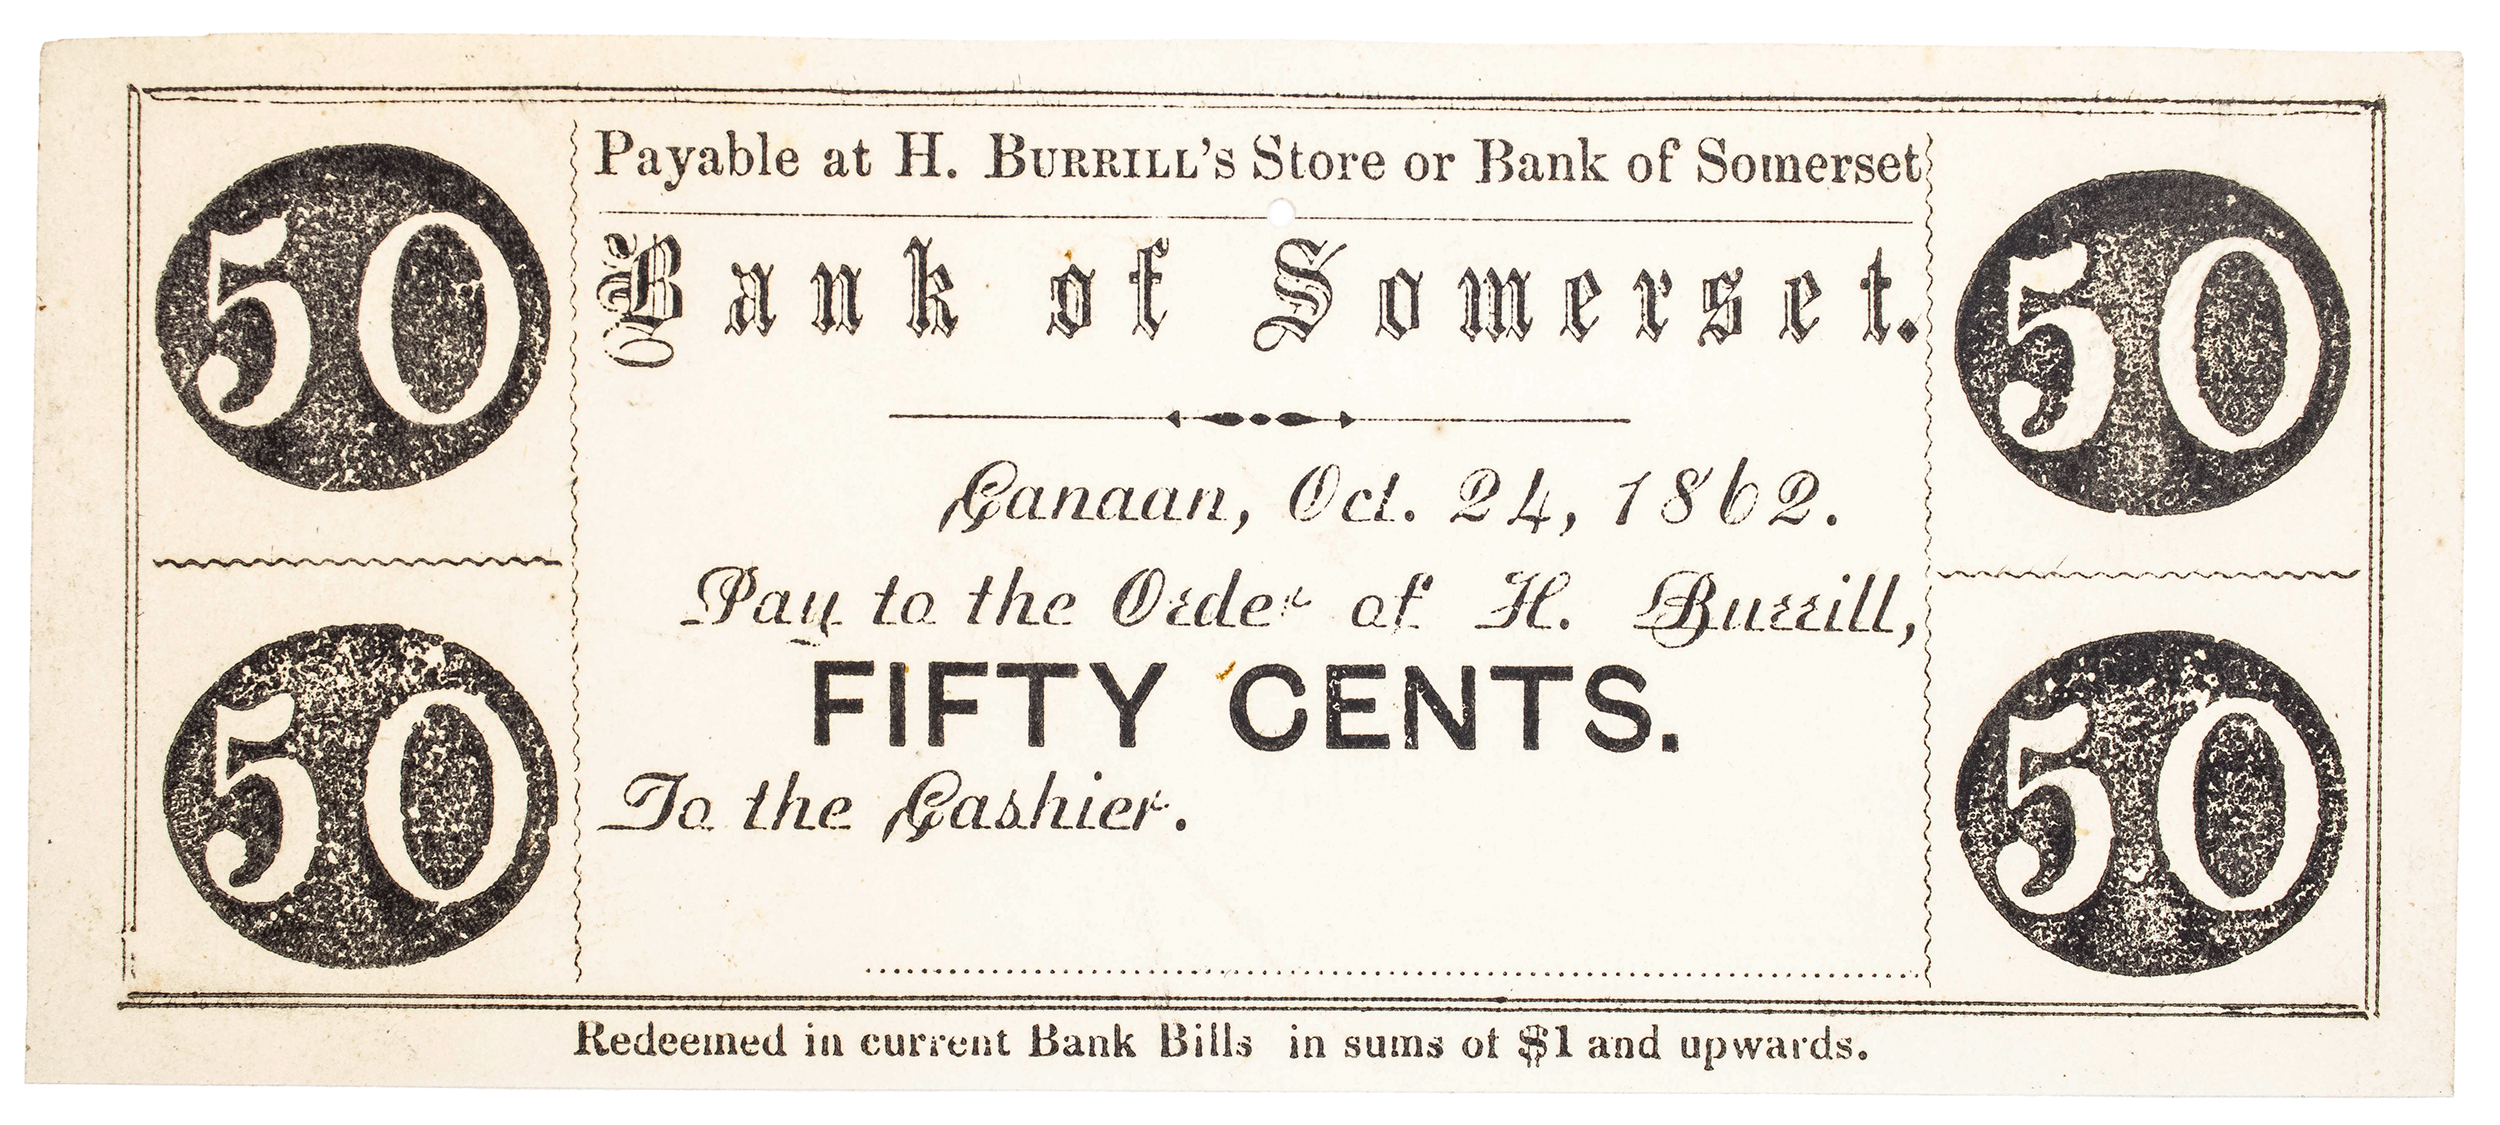 Payable at H. BURRILL'S Store or Bank of Somerset
50
50
Bank of Somerset.
Canaan, Oct. 24, 1862.
Pay to the Order of H. Burrill,
FIFTY CENTS.
To the Cashier.
50
50
Redeemed in current Bank Bills in sums of $1 and upwards.